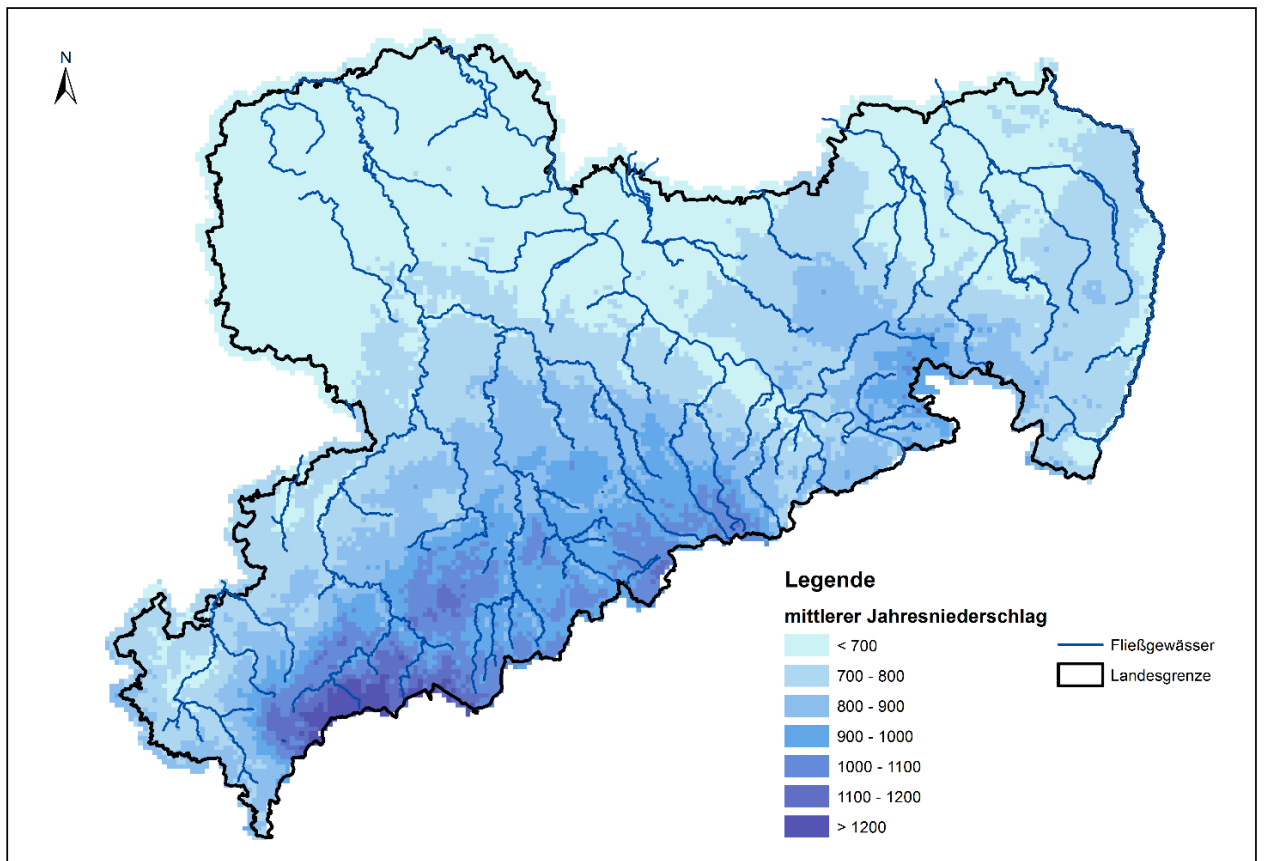 N
Legende
mittlerer Jahresniederschlag
< 700
700 - 800
800 - 900
900 - 1000
1000 - 1100
1100 - 1200
> 1200
Fließgewässer
Landesgrenze